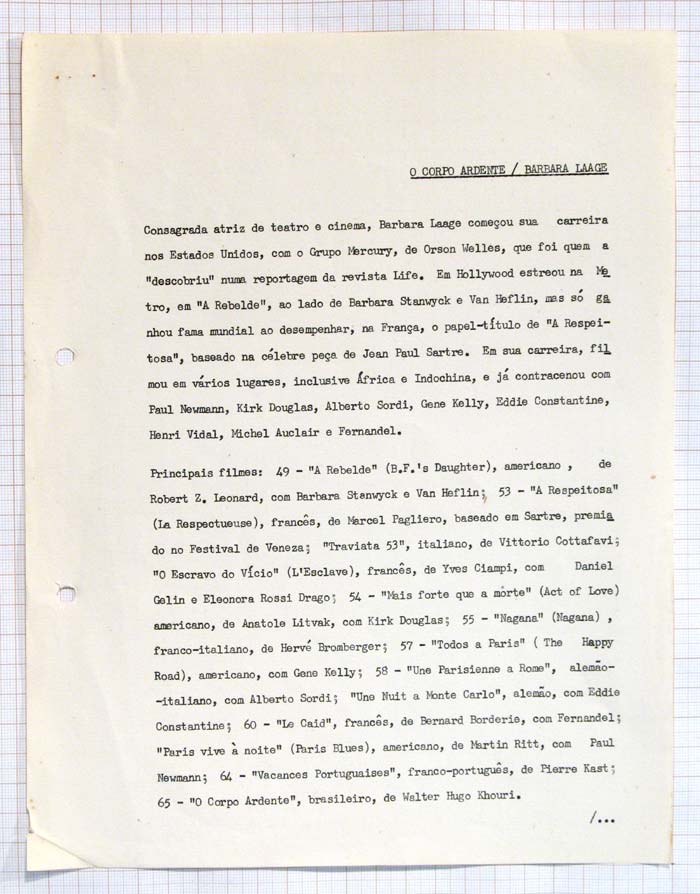 O CORPO ARDENTE / BARBARA LAAGE
Consagrada atriz de teatro e cinema, Barbara Laage começou sua carreira
nos Estados Unidos, com o Grupo Mercury, de Orson Welles, que foi quem a
"descobriu" numa reportagem da revista Life. Em Hollywood estreou na Me
tro, em "A Rebelde", ao lado de Barbara Stanwyck e Van Heflin, mas só ga
nhou fama mundial ao desempenhar, na França, o papel-título de "A Respei-
tosa", baseado na célebre peça de Jean Paul Sartre. Em sua carreira, fil
mou em vários lugares, inclusive África e Indochina, e já contracenou com
Paul Newmann, Kirk Douglas, Alberto Sordi, Gene Kelly, Eddie Constantine,
Henri Vidal, Michel Auclair e Fernandel.
Principais filmes: 49 - "A Rebelde" (B.F.'s Daughter), americano , de
Robert Z. Leonard, com Barbara Stanwyck e Van Heflin; 53 - "A Respeitosa"
(La Respectueuse), francês, de Marcel Pagliero, baseado em Sartre, premia
do no Festival de Veneza; "Traviata 53", italiano, de Vittorio Cottafavi;
"O Escravo do Vício" (L'Esclave), francês, de Yves Ciampi, com Daniel
Gelin e Eleonora Rossi Drago; 54 - "Mais forte que a môrte" (Act of Love)
americano, de Anatole Litvak, com Kirk Douglas; 55 - "Nagana" (Nagana) ,
franco-italiano, de Hervé Bromberger; 57 - "Todos a Paris" ( The Happy
Road), americano, com Gene Kelly; 58 - "Une Parisienne a Rome", alemão-
-italiano, com Alberto Sordi; "Une Nuit a Monte Carlo", alemão, com Eddie
Constantine; 60 - "Le Caid", francês, de Bernard Borderie, com Fernandel;
"Paris vive à noite" (Paris Blues), americano, de Martin Ritt, com Paul
Newmann; 64 - "Vacances Portuguaises", franco-português, de Pierre Kast;
65 - "O Corpo Ardente", brasileiro, de Walter Hugo Khouri.
/...